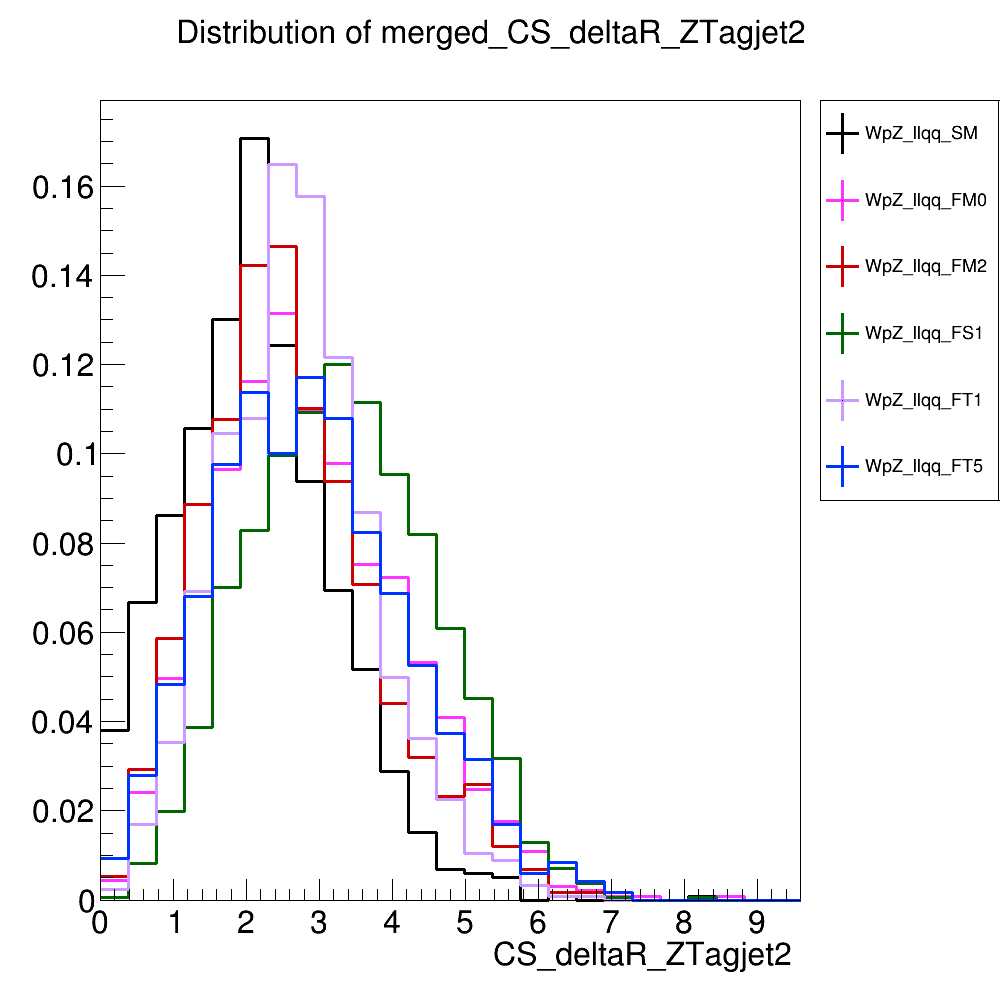 Distribution of merged_CS_deltaR_ZTagjet2
WpZ_llqq_SM
WpZ_llqq_FM0
WpZ_llqq_FM2
WpZ_llqq_FS1
WpZ_llqq_FT1
WpZ_llqq_FT5
0.16
0.14
0.12
0.1
0.08
0.06
0.04
0.02
0
0 1 2 3 4 5 6 7 8 9
CS_deltaR_ZTagjet2